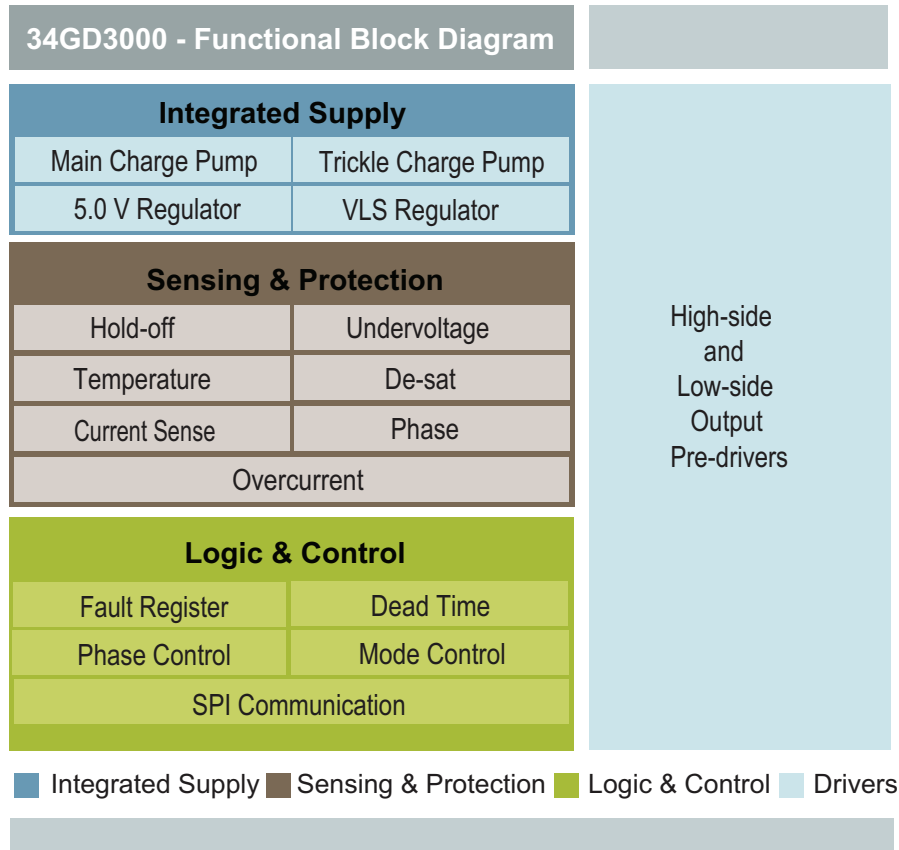 34GD3000 - Functional Block Diagram
Integrated Supply
Main Charge Pump
Trickle Charge Pump
5.0 V Regulator
VLS Regulator
Sensing & Protection
Hold-off
Undervoltage
Temperature
De-sat
Current Sense
Phase
Overcurrent
Logic & Control
Fault Register
Dead Time
Phase Control
Mode Control
SPI Communication
High-side
and
Low-side
Output
Pre-drivers
Integrated Supply
Sensing & Protection
Logic & Control
Drivers